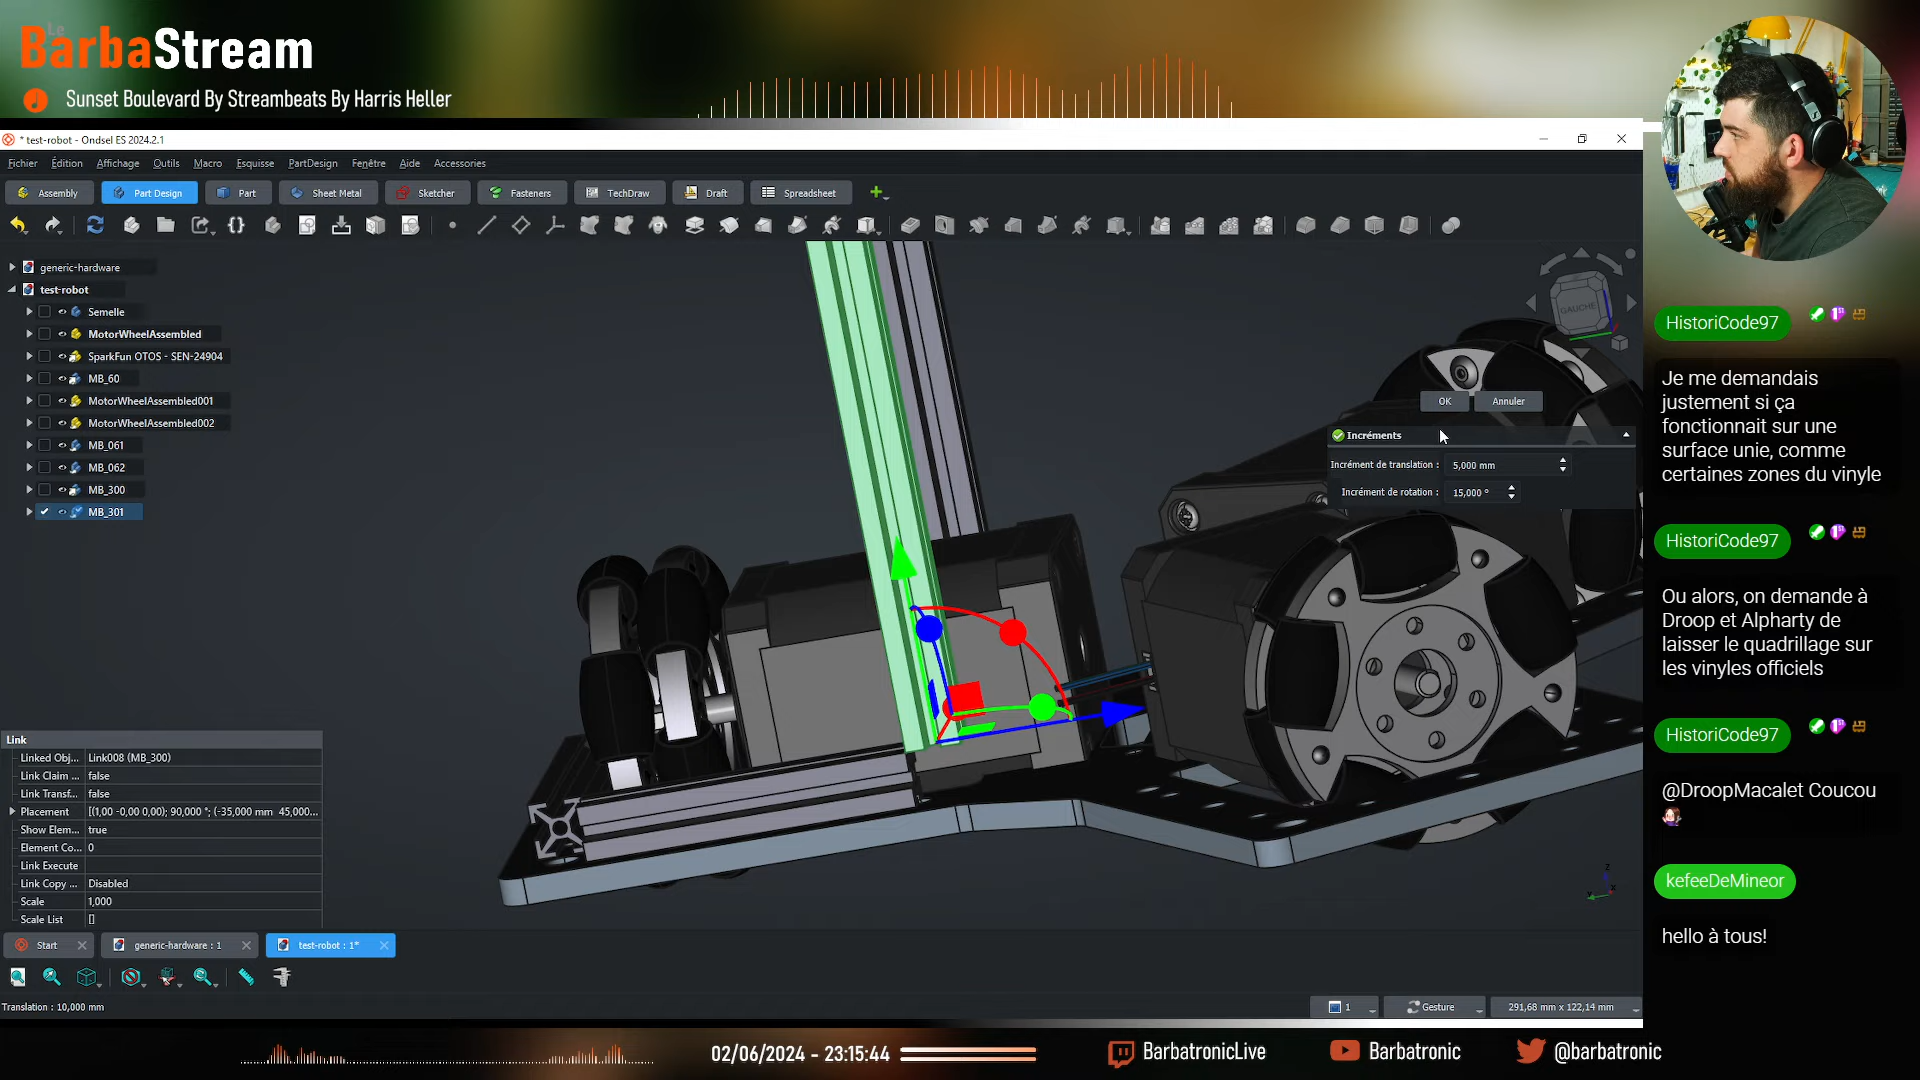 Le
BarbaStream
Sunset Boulevard By Streambeats By Harris Heller
* test-robot - Ondsel ES 2024.2.1
Fichier Édition Affichage Outils Macro Esquisse PartDesign Fenêtre Aide Accessories
Assembly Part Design Part Sheet Metal Sketcher Fasteners TechDraw Draft Spreadsheet
generic-hardware
test-robot
Semelle
MotorWheelAssembled
SparkFun OTOS - SEN-24904
MB_60
MotorWheelAssembled001
MotorWheelAssembled002
MB_061
MB_062
MB_300
MB_301
GAUCHE
OK Annuler
Incréments
Incrément de translation : 5,000 mm
Incrément de rotation : 15,000 °
Link
Linked Obj... Link008 (MB_300)
Link Claim ... false
Link Transf... false
Placement [(1,00 -0,00 0,00); 90,000 °; (-35,000 mm 45,000...
Show Elem... true
Element Co... 0
Link Execute
Link Copy ... Disabled
Scale 1,000
Scale List []
Start generic-hardware : 1 test-robot : 1*
Translation : 10,000 mm
1 Gesture 291,68 mm x 122,14 mm
HistoriCode97
Je me demandais
justement si ça
fonctionnait sur une
surface unie, comme
certaines zones du vinyle
HistoriCode97
Ou alors, on demande à
Droop et Alpharty de
laisser le quadrillage sur
les vinyles officiels
HistoriCode97
@DroopMacalet Coucou
kefeeDeMineor
hello à tous!
02/06/2024 - 23:15:44
BarbatronicLive
Barbatronic
@barbatronic